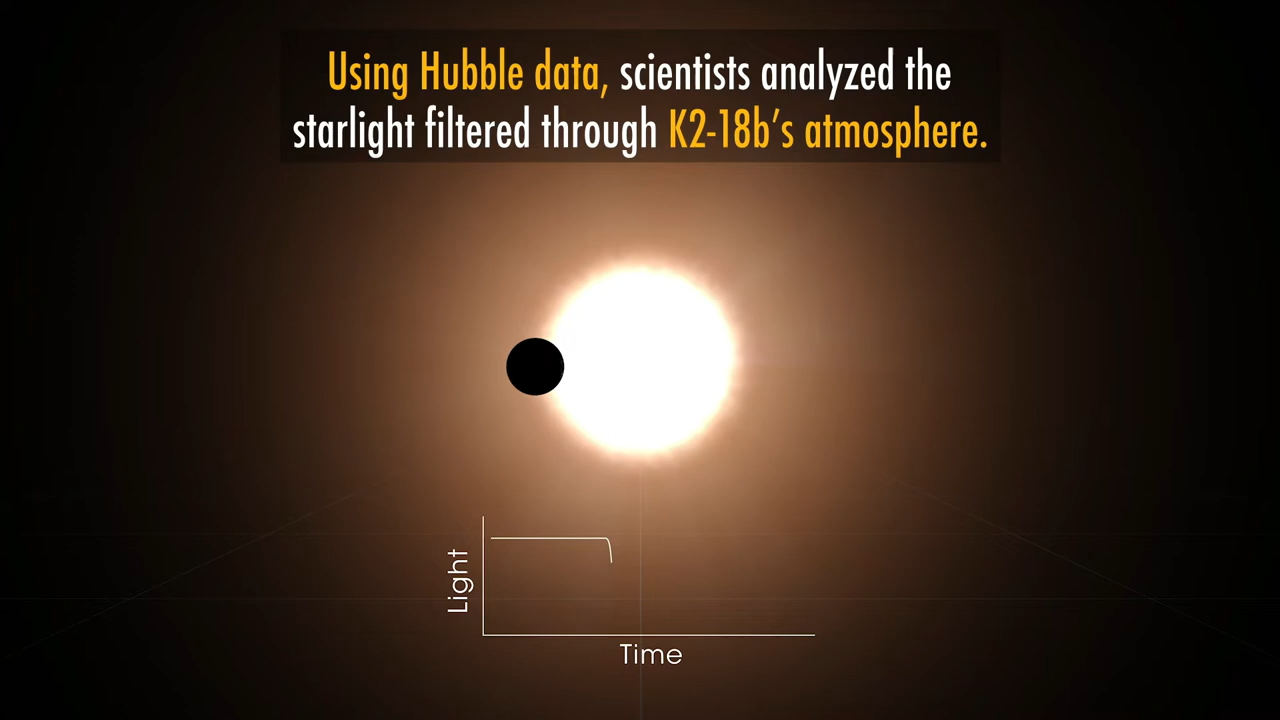 Using Hubble data, scientists analyzed the
starlight filtered through K2-18b’s atmosphere.
Light
Time